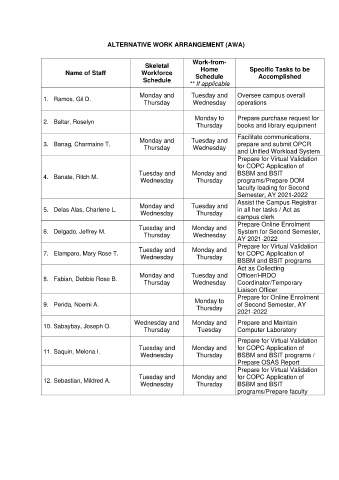 ALTERNATIVE WORK ARRANGEMENT (AWA)
Name of Staff
Skeletal
Workforce
Schedule
Work-from-
Home
Schedule
** if applicable
Specific Tasks to be
Accomplished
1. Ramos, Gil D.
Monday and
Thursday
Tuesday and
Wednesday
Oversee campus overall
operations
2. Baltar, Roselyn
Monday to
Thursday
Prepare purchase request for
books and library equipment
3. Banag, Charmaine T.
Monday and
Thursday
Tuesday and
Wednesday
Facilitate communications,
prepare and submit OPCR
and Unified Workload System
4. Banate, Ritch M..
Tuesday and
Wednesday
Monday and
Thursday
Prepare for Virtual Validation
for COPC Application of
BSBM and BSIT
programs/Prepare DOM
faculty loading for Second
Semester, AY 2021-2022
5. Delas Alas, Charlene L.
Monday and
Thursday
Tuesday and
Wednesday
Assist the Campus Registrar
in all her tasks / Act as
campus clerk
6. Delgado, Jeffrey M.
Tuesday and
Wednesday
Monday and
Thursday
Prepare Online Enrolment
System for Second Semester,
AY 2021-2022
7. Elamparo, Mary Rose T.
Tuesday and
Wednesday
Monday and
Thursday
Prepare for Virtual Validation
for COPC Application of
BSBM and BSIT programs
8. Fabian, Debbie Rose B.
Monday and
Thursday
Tuesday and
Wednesday
Act as Collecting
Officer/HRDO
Coordinator/Temporary
Liaison Officer
9. Perida, Noemi A.
Monday to
Thursday
Prepare for Online Enrolment
of Second Semester, AY
2021-2022
10. Sabaybay, Joseph O.
Wednesday and
Thursday
Monday and
Tuesday
Prepare and Maintain
Computer Laboratory
11. Saquin, Melona I.
Tuesday and
Wednesday
Monday and
Thursday
Prepare for Virtual Validation
for COPC Application of
BSBM and BSIT programs /
Prepare OSAS Report
12. Sebastian, Mildred A.
Tuesday and
Wednesday
Monday and
Thursday
Prepare for Virtual Validation
for COPC Application of
BSBM and BSIT
programs/Prepare faculty